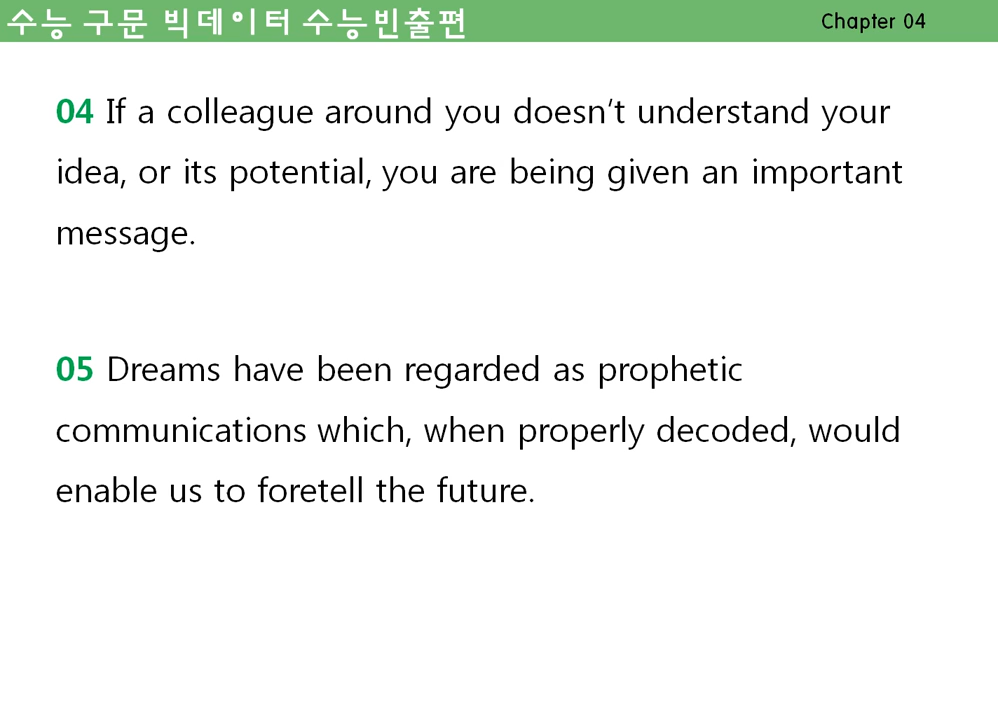 수능 구문 빅데이터 수능빈출편
Chapter 04
04 If a colleague around you doesn’t understand your
idea, or its potential, you are being given an important
message.
05 Dreams have been regarded as prophetic
communications which, when properly decoded, would
enable us to foretell the future.